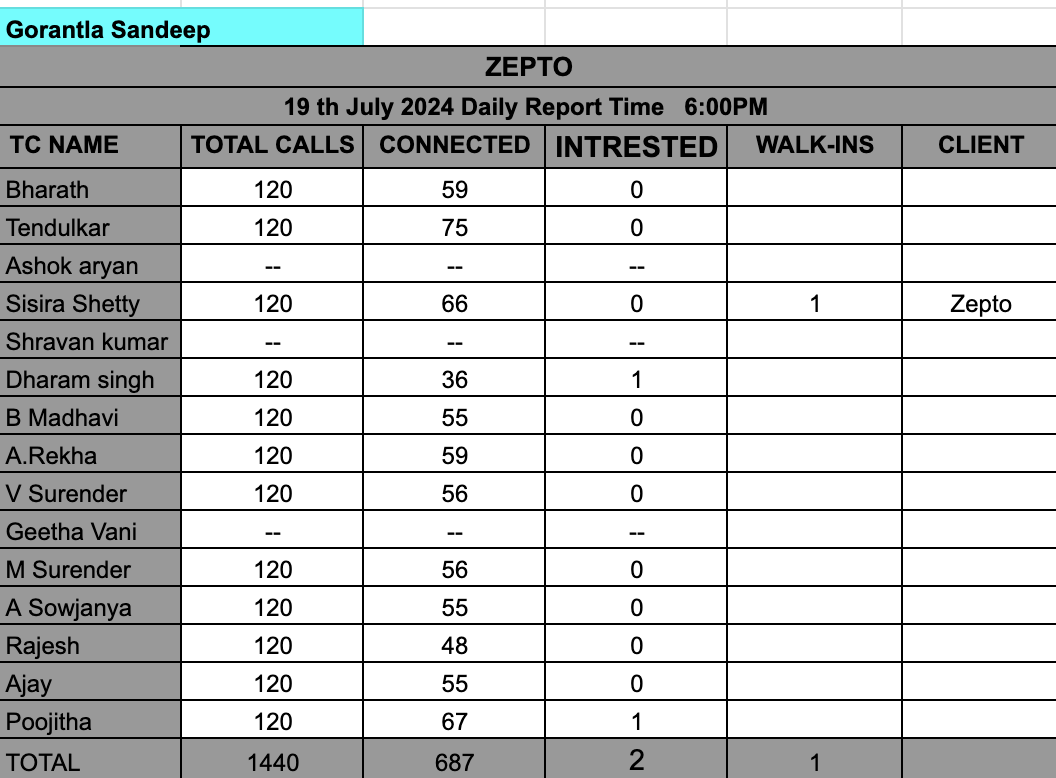 Gorantla Sandeep
ZEPTO
19 th July 2024 Daily Report Time 6:00PM
TC NAME TOTAL CALLS CONNECTED INTRESTED WALK-INS CLIENT
Bharath 120 59 0
Tendulkar 120 75 0
Ashok aryan -- -- --
Sisira Shetty 120 66 0 1 Zepto
Shravan kumar -- -- --
Dharam singh 120 36 1
B Madhavi 120 55 0
A.Rekha 120 59 0
V Surender 120 56 0
Geetha Vani -- -- --
M Surender 120 56 0
A Sowjanya 120 55 0
Rajesh 120 48 0
Ajay 120 55 0
Poojitha 120 67 1
TOTAL 1440 687 2 1